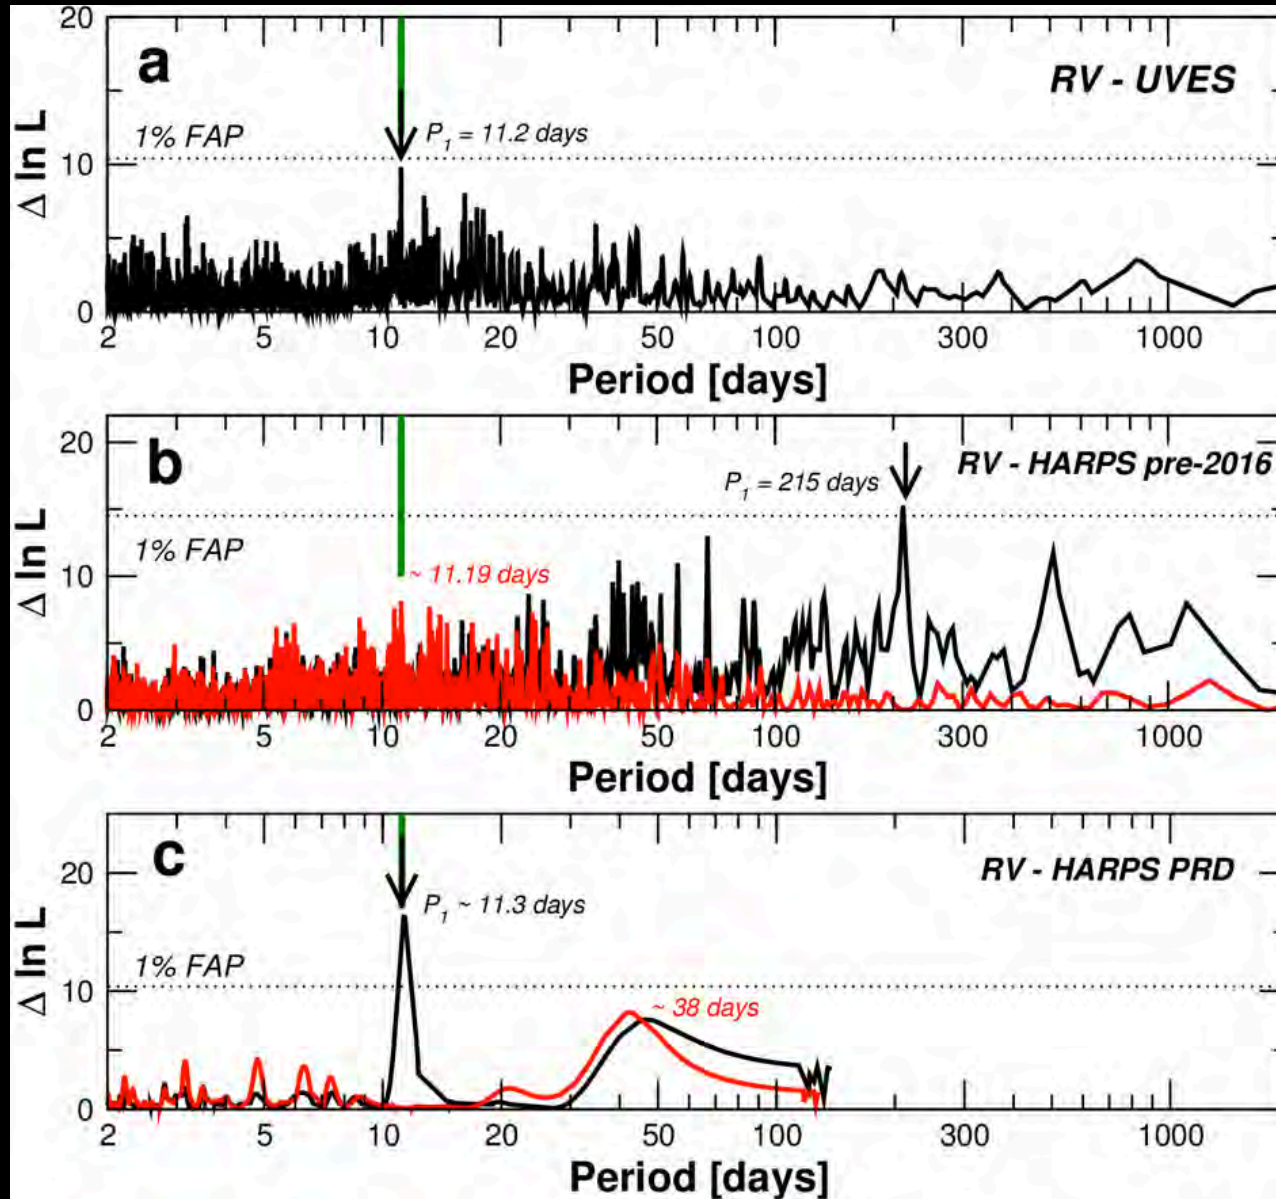 20
a
RV - UVES
1% FAP
P1 = 11.2 days
10
Δ ln L
0
2 5 10 20 50 100 300 1000
Period [days]
20
b
RV - HARPS pre-2016
P1 = 215 days
1% FAP
~ 11.19 days
10
Δ ln L
0
2 5 10 20 50 100 300 1000
Period [days]
c
RV - HARPS PRD
20
P1 ~ 11.3 days
1% FAP
10
~ 38 days
Δ ln L
0
2 5 10 20 50 100 300 1000
Period [days]